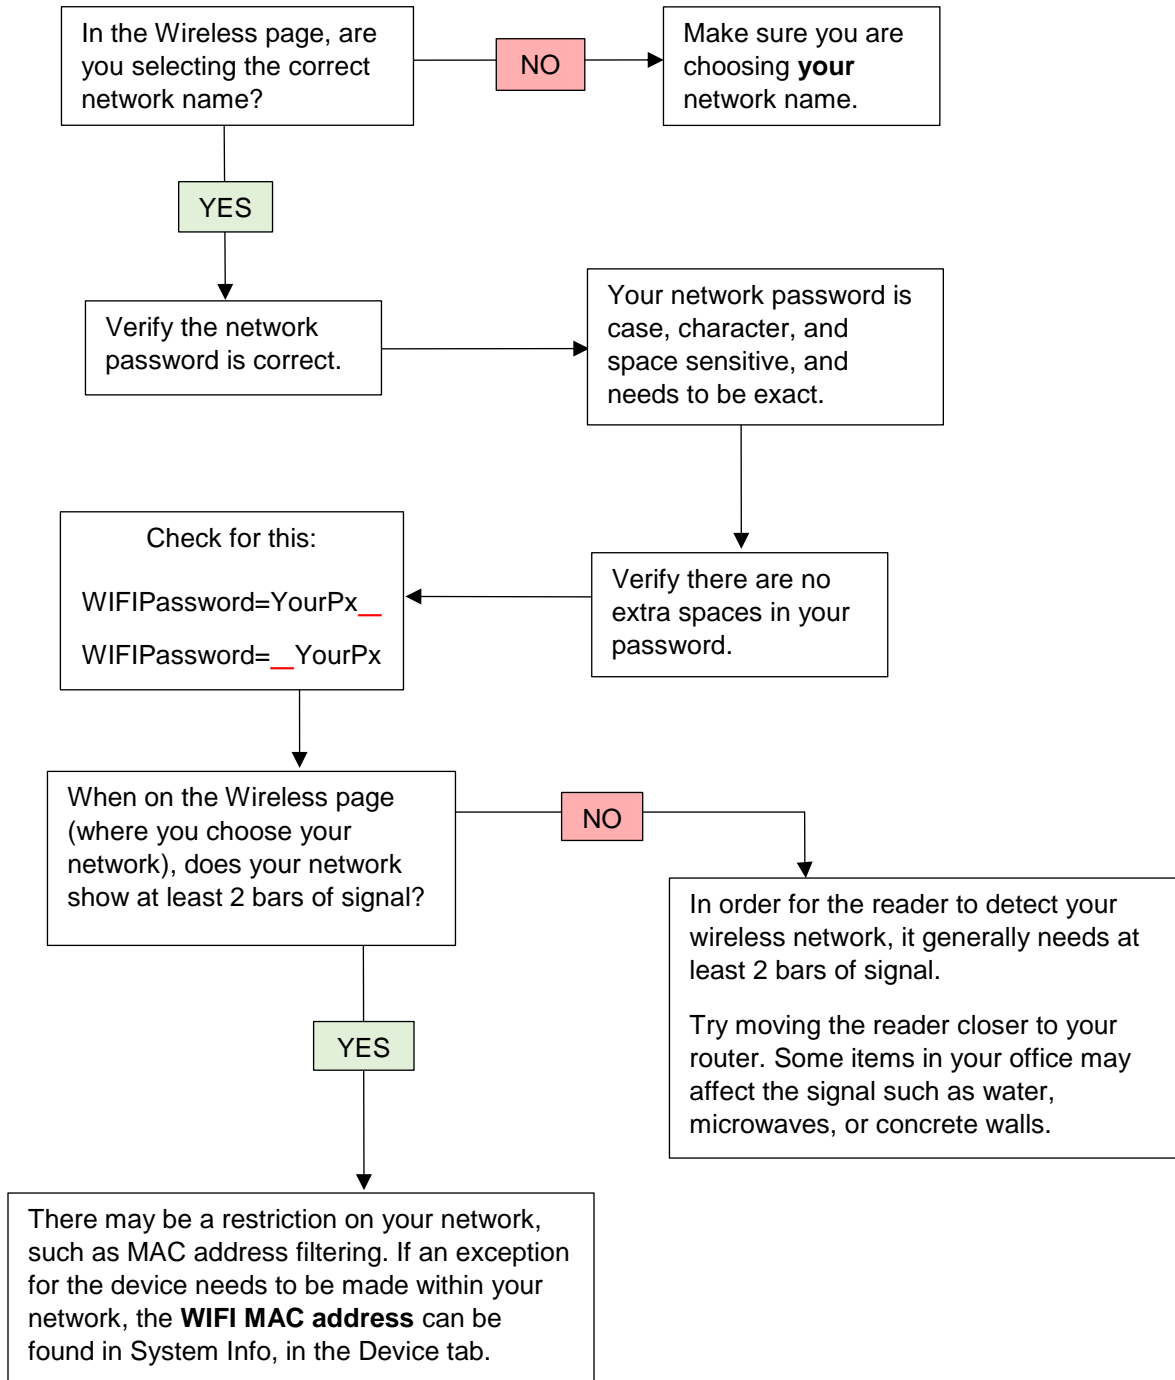 In the Wireless page, are
you selecting the correct
network name?
NO
Make sure you are
choosing your
network name.
YES
Verify the network
password is correct.
Your network password is
case, character, and
space sensitive, and
needs to be exact.
Verify there are no
extra spaces in your
password.
Check for this:
WIFIPassword=YourPx__
WIFIPassword=__YourPx
When on the Wireless page
(where you choose your
network), does your network
show at least 2 bars of signal?
NO
In order for the reader to detect your
wireless network, it generally needs at
least 2 bars of signal.
Try moving the reader closer to your
router. Some items in your office may
affect the signal such as water,
microwaves, or concrete walls.
YES
There may be a restriction on your network,
such as MAC address filtering. If an exception
for the device needs to be made within your
network, the WIFI MAC address can be
found in System Info, in the Device tab.